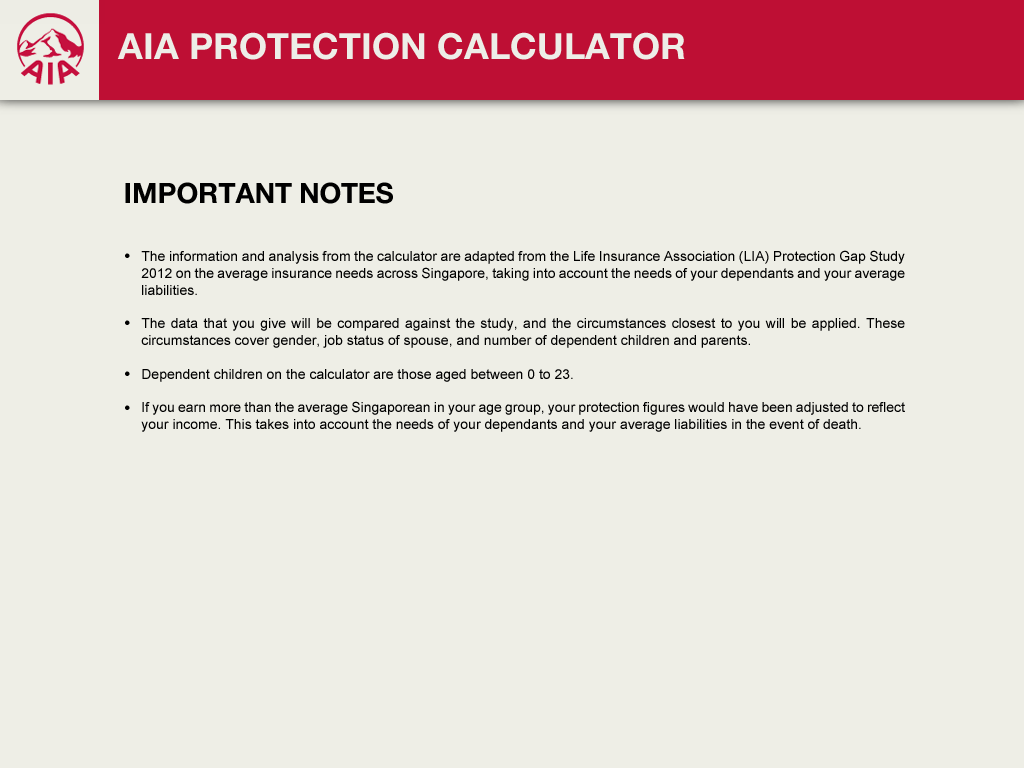 AIA
AIA PROTECTION CALCULATOR
IMPORTANT NOTES
• The information and analysis from the calculator are adapted from the Life Insurance Association (LIA) Protection Gap Study
2012 on the average insurance needs across Singapore, taking into account the needs of your dependants and your average
liabilities.
• The data that you give will be compared against the study, and the circumstances closest to you will be applied. These
circumstances cover gender, job status of spouse, and number of dependent children and parents.
• Dependent children on the calculator are those aged between 0 to 23.
• If you earn more than the average Singaporean in your age group, your protection figures would have been adjusted to reflect
your income. This takes into account the needs of your dependants and your average liabilities in the event of death.